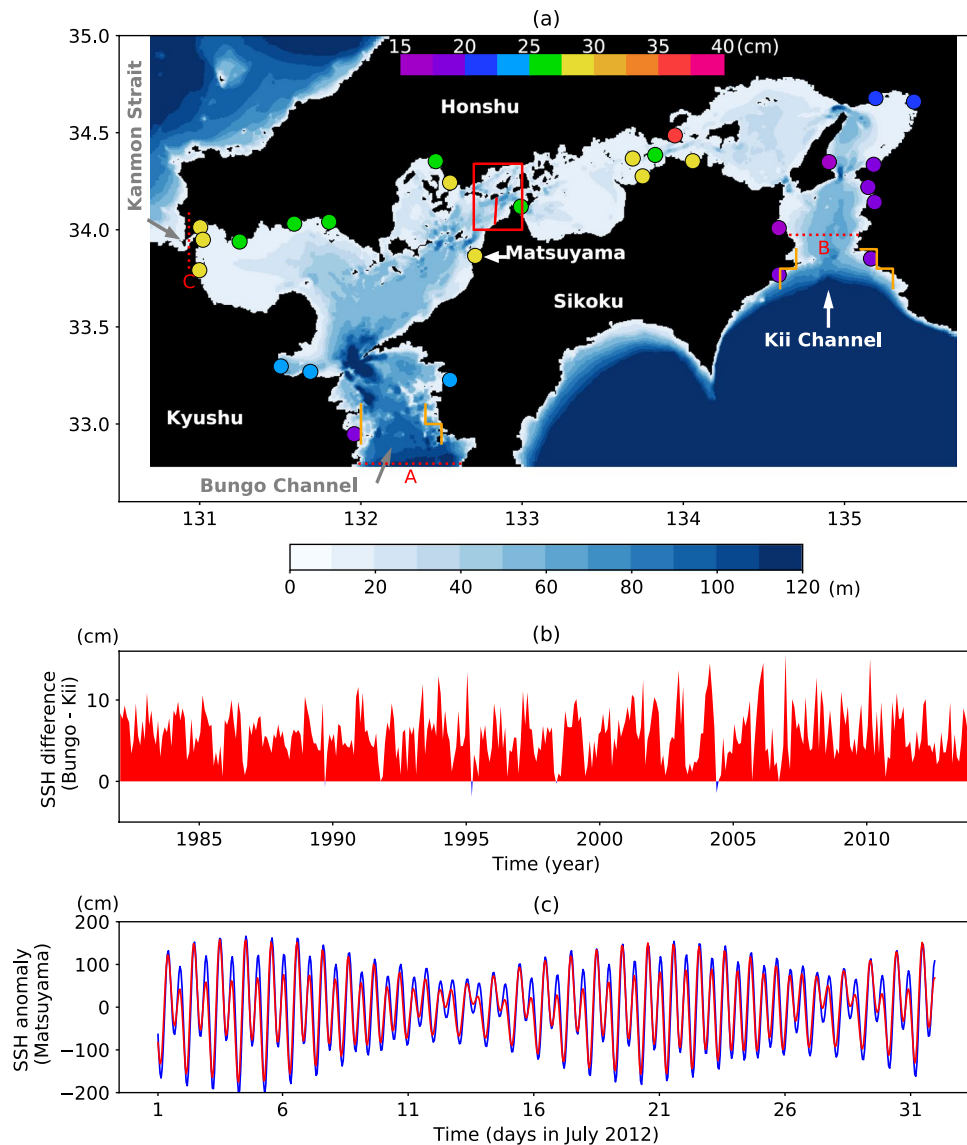 (a)
35.0
34.5
34.0
33.5
33.0
15 20 25 30 35 40 (cm)
Kanmon Strait
Honshu
Matsuyama
Sikoku
B
C
Kii Channel
Kyushu
Bungo Channel
A
131 132 133 134 135
0 20 40 60 80 100 120 (m)
(cm)
(b)
SSH difference
(Bungo - Kii)
10
0
1985 1990 1995 2000 2005 2010
Time (year)
(cm)
(c)
SSH anomaly
(Matsuyama)
200
100
0
−100
−200
1 6 11 16 21 26 31
Time (days in July 2012)